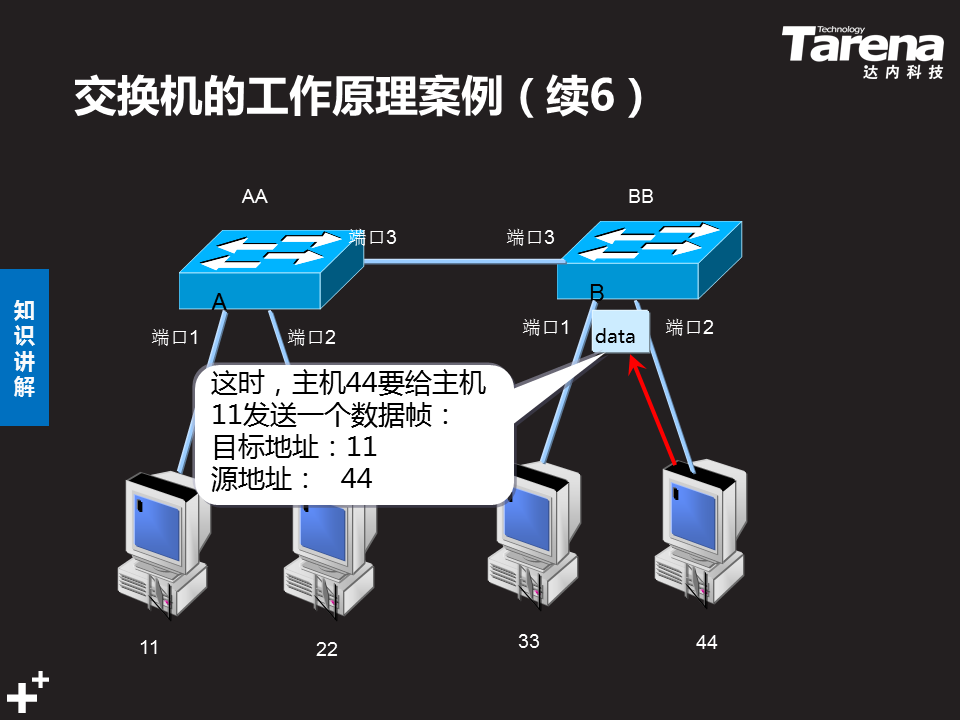 Technology
Tarena
达内科技
交换机的工作原理案例（续6）
AA
BB
端口3
端口3
A
B
端口1
端口2
端口1
data
端口2
知识讲解
这时，主机44要给主机
11发送一个数据帧：
目标地址：11
源地址： 44
11
22
33
44